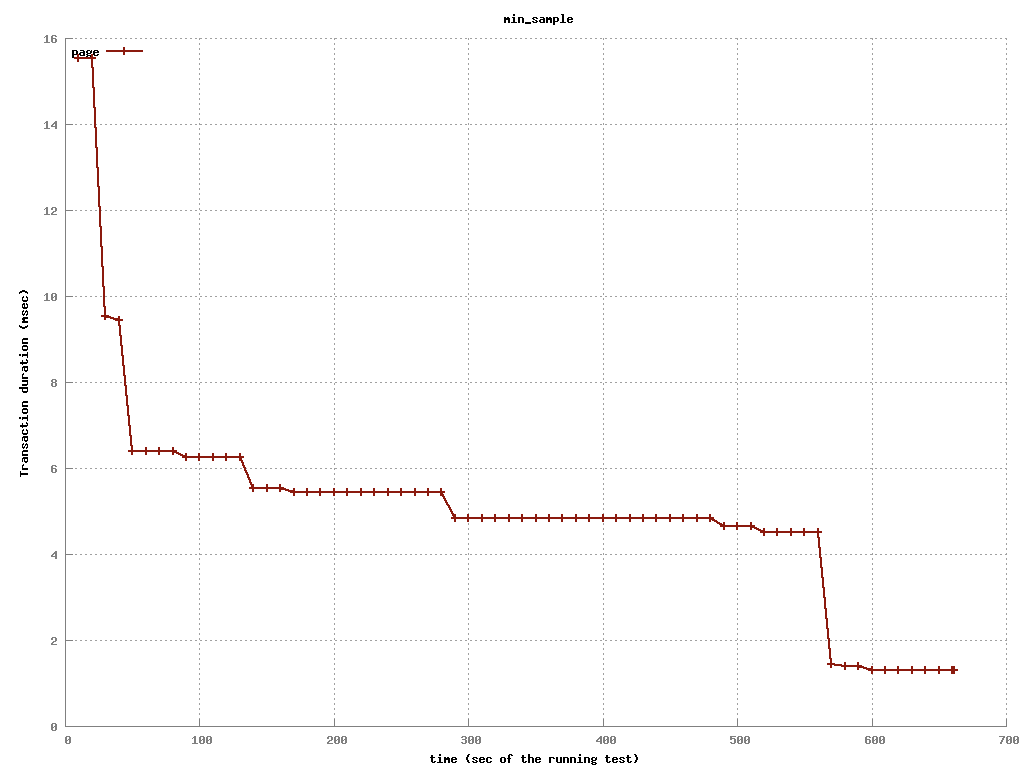 min_sample
page
16
14
12
10
8
6
4
2
0
Transaction duration (msec)
0 100 200 300 400 500 600 700
time (sec of the running test)